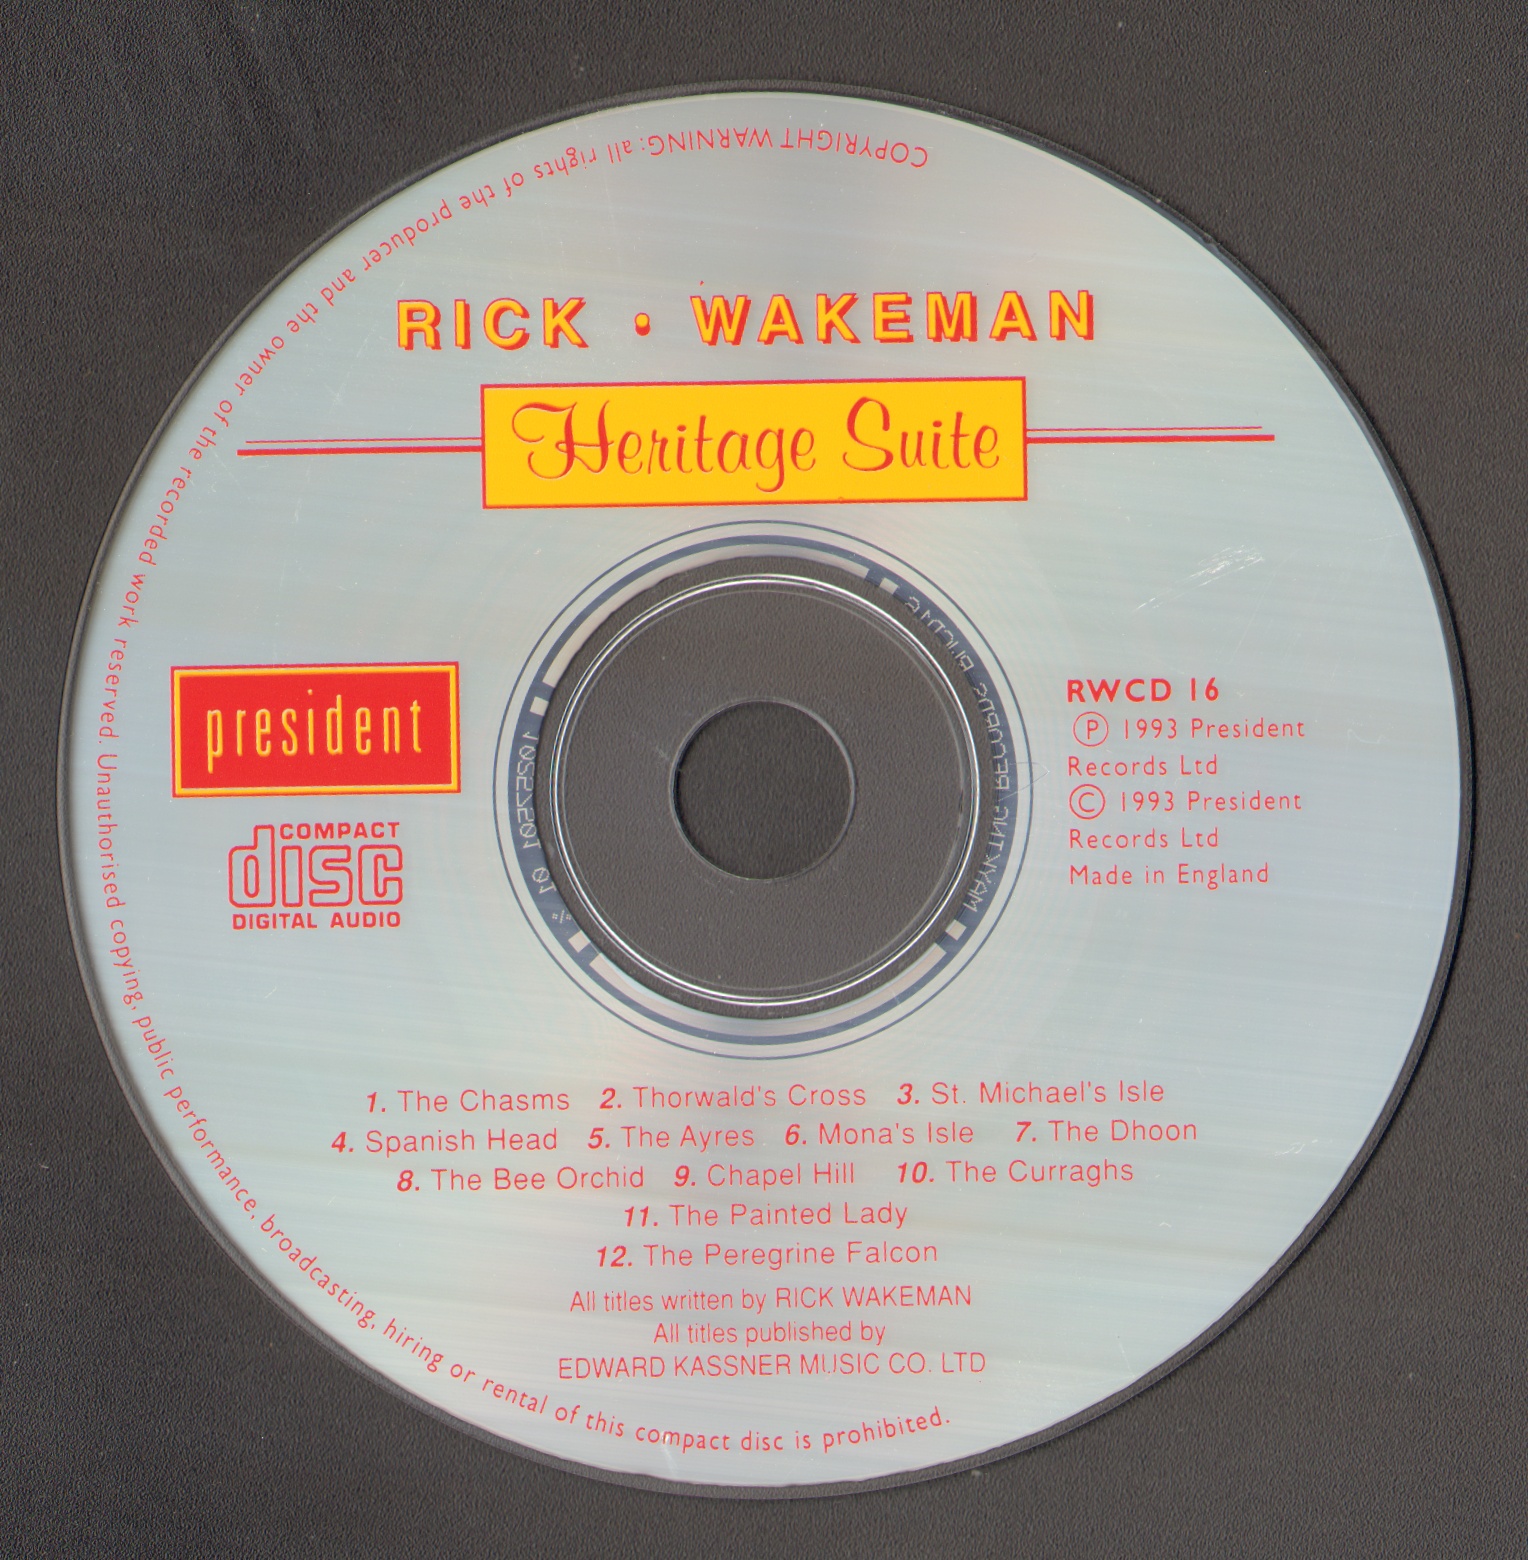 COPYRIGHT WARNING: all rights of the producer and the owner of the recorded work reserved. Unauthorised copying, public performance, broadcasting, hiring or rental of this compact disc is prohibited.
RICK • WAKEMAN
Heritage Suite
president
COMPACT
disc
DIGITAL AUDIO
RWCD 16
Ⓟ 1993 President
Records Ltd
© 1993 President
Records Ltd
Made in England
1. The Chasms 2. Thorwald's Cross 3. St. Michael's Isle
4. Spanish Head 5. The Ayres 6. Mona's Isle 7. The Dhoon
8. The Bee Orchid 9. Chapel Hill 10. The Curraghs
11. The Painted Lady
12. The Peregrine Falcon
All titles written by RICK WAKEMAN
All titles published by
EDWARD KASSNER MUSIC CO. LTD